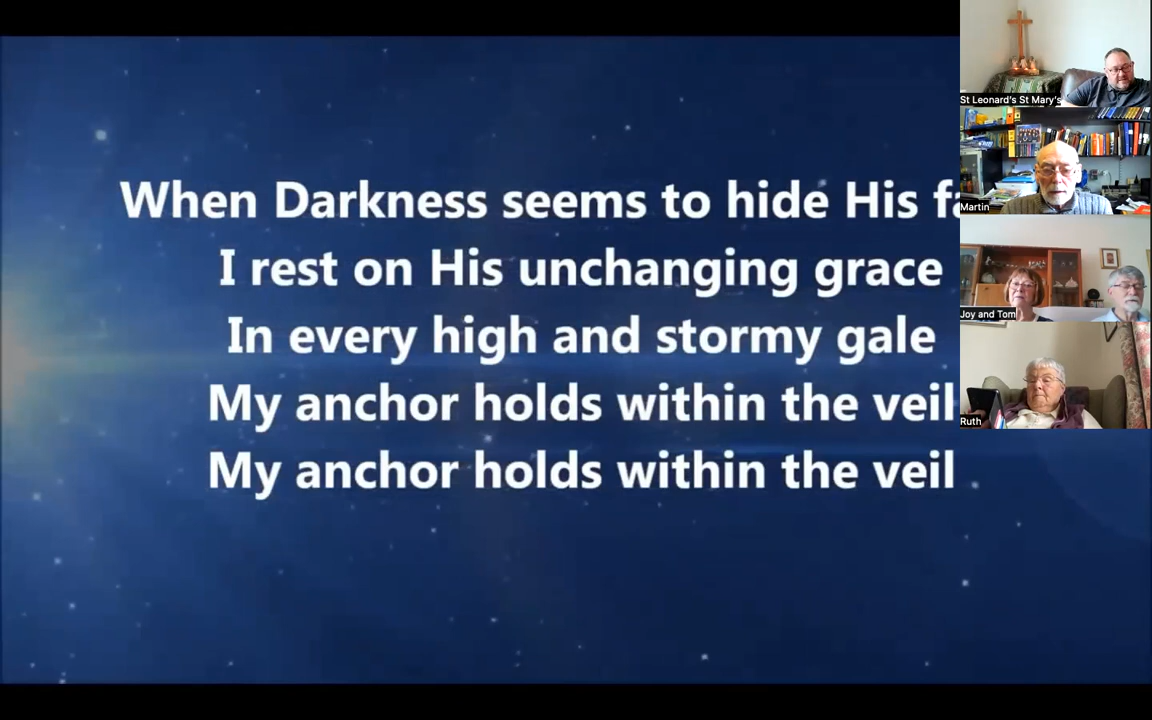 When Darkness seems to hide His fa
I rest on His unchanging grace
In every high and stormy gale
My anchor holds within the veil
My anchor holds within the veil
St Leonard's St Mary's
Martin
Joy and Tom
Ruth